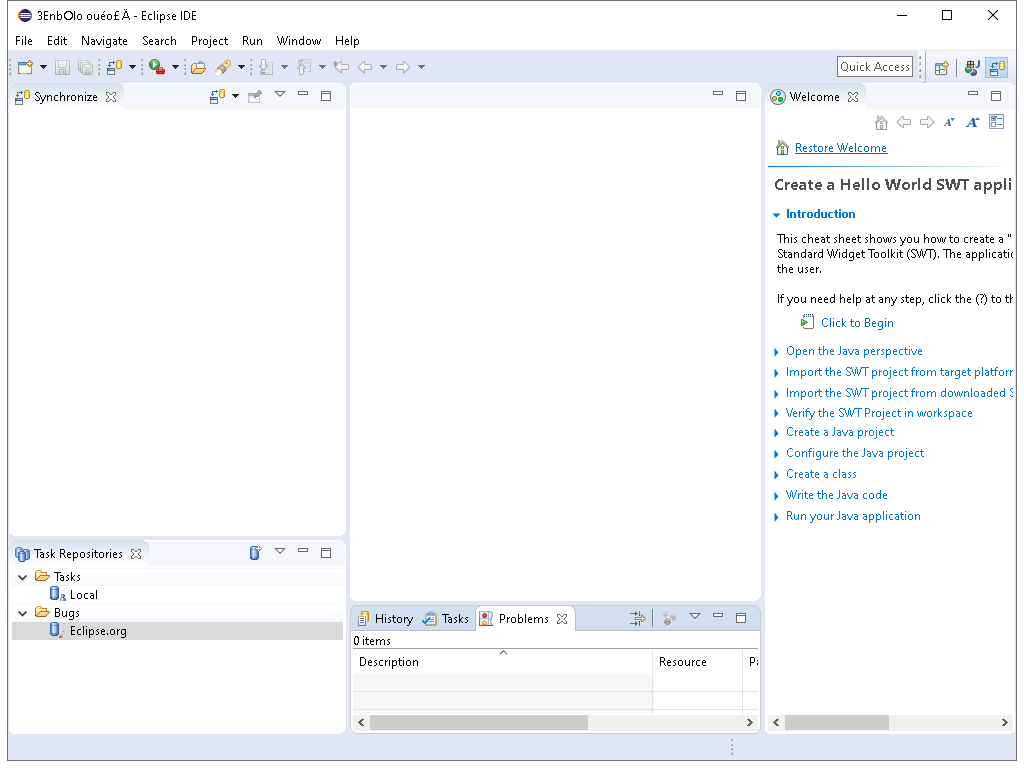 3EnbOlo ouéo£Ä - Eclipse IDE
File Edit Navigate Search Project Run Window Help
Quick Access
Synchronize
Welcome
Restore Welcome
Create a Hello World SWT appli
Introduction
This cheat sheet shows you how to create a "
Standard Widget Toolkit (SWT). The applicatio
the user.
If you need help at any step, click the (?) to th
Click to Begin
Open the Java perspective
Import the SWT project from target platform
Import the SWT project from downloaded S
Verify the SWT Project in workspace
Create a Java project
Configure the Java project
Create a class
Write the Java code
Run your Java application
Task Repositories
Tasks
Local
Bugs
Eclipse.org
History Tasks Problems
0 items
Description Resource Pa